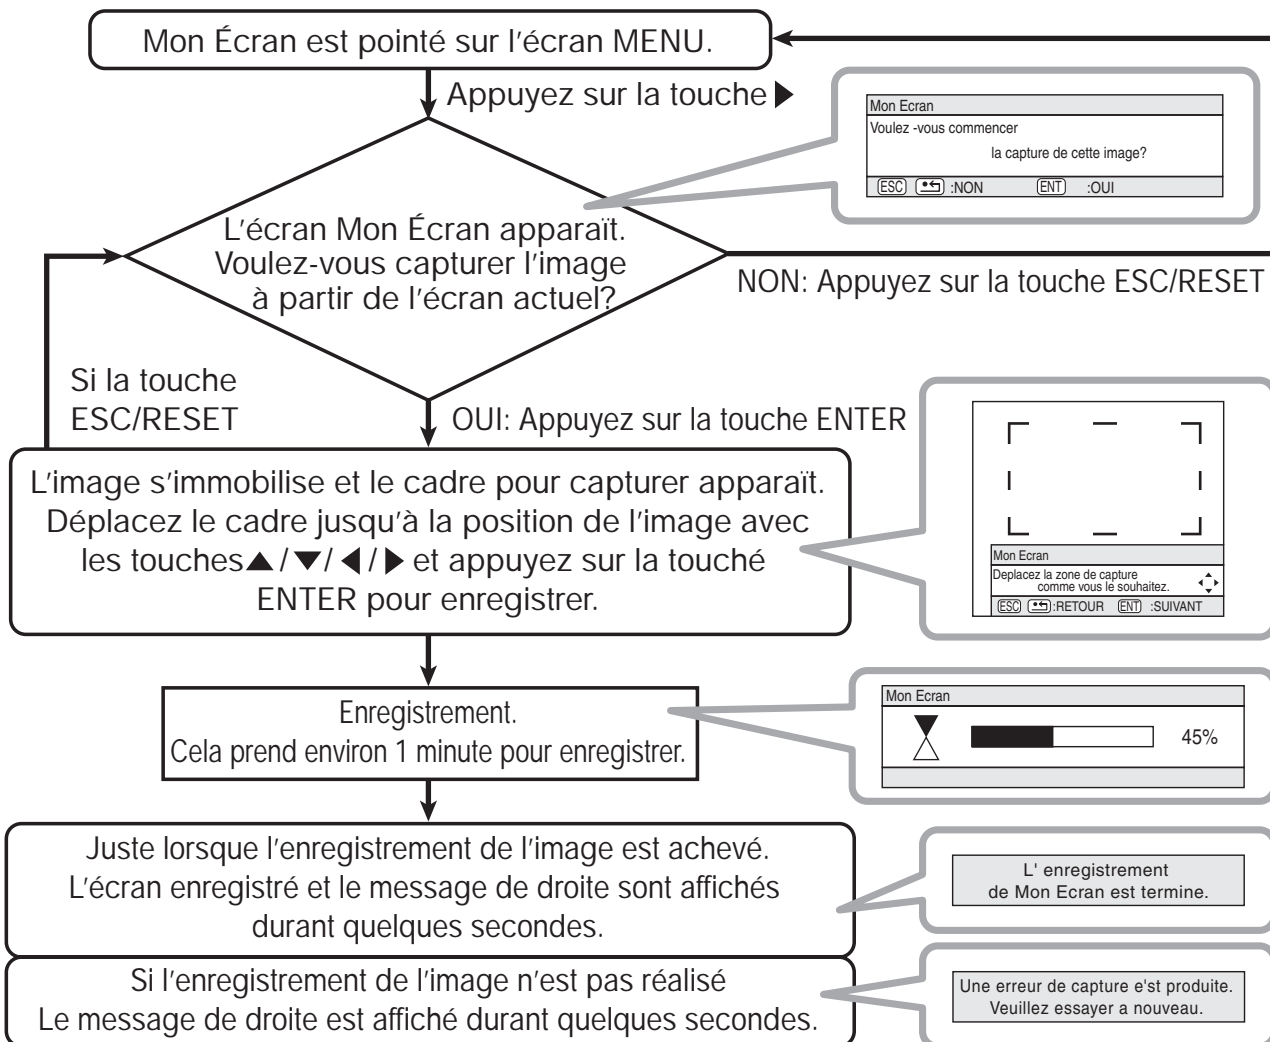 Mon Écran est pointé sur l'écran MENU.
Appuyez sur la touche ▶
Mon Ecran
Voulez -vous commencer
la capture de cette image?
ESC :NON ENT :OUI
L'écran Mon Écran apparaït.
Voulez-vous capturer l'image
à partir de l'écran actuel?
NON: Appuyez sur la touche ESC/RESET
Si la touche
ESC/RESET
OUI: Appuyez sur la touche ENTER
L'image s'immobilise et le cadre pour capturer apparaït.
Déplacez le cadre jusqu'à la position de l'image avec
les touches▲/▼/◀/▶ et appuyez sur la touché
ENTER pour enregistrer.
Mon Ecran
Deplacez la zone de capture
comme vous le souhaitez.
ESC :RETOUR ENT :SUIVANT
Enregistrement.
Cela prend environ 1 minute pour enregistrer.
Mon Ecran
45%
Juste lorsque l'enregistrement de l'image est achevé.
L'écran enregistré et le message de droite sont affichés
durant quelques secondes.
L' enregistrement
de Mon Ecran est termine.
Si l'enregistrement de l'image n'est pas réalisé
Le message de droite est affiché durant quelques secondes.
Une erreur de capture e'st produite.
Veuillez essayer a nouveau.